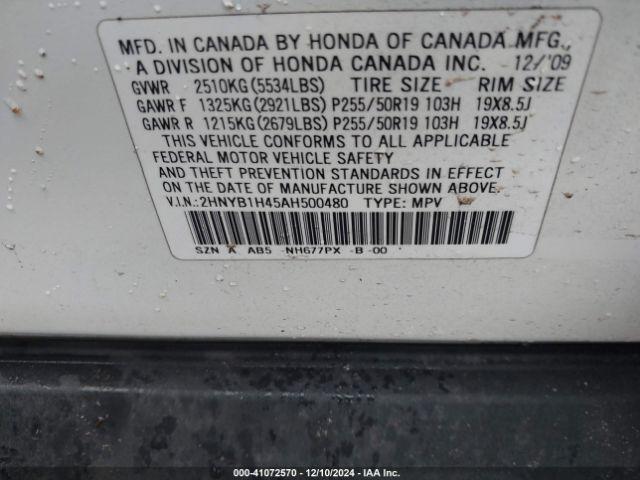 MFD. IN CANADA BY HONDA OF CANADA MFG.,
A DIVISION OF HONDA CANADA INC. 12/'09
GVWR 2510KG(5534LBS) TIRE SIZE RIM SIZE
GAWR F 1325KG(2921LBS) P255/50R19 103H 19X8.5J
GAWR R 1215KG(2679LBS) P255/50R19 103H 19X8.5J
THIS VEHICLE CONFORMS TO ALL APPLICABLE
FEDERAL MOTOR VEHICLE SAFETY
AND THEFT PREVENTION STANDARDS IN EFFECT
ON THE DATE OF MANUFACTURE SHOWN ABOVE.
V.I.N.:2HNYB1H45AH500480 TYPE: MPV
SZN A AB5 NH677PX -B -00
000-41072570 - 12/10/2024 - IAA Inc.